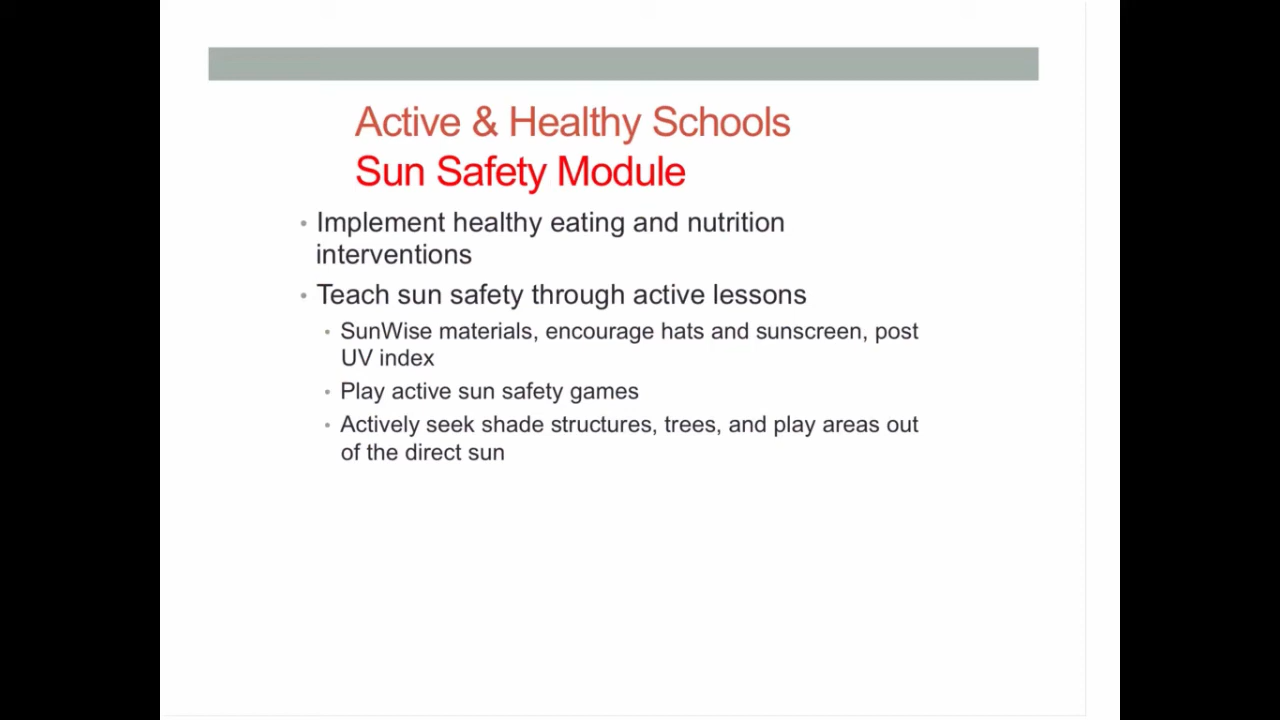 Active & Healthy Schools
Sun Safety Module
• Implement healthy eating and nutrition
interventions
• Teach sun safety through active lessons
• SunWise materials, encourage hats and sunscreen, post
UV index
• Play active sun safety games
• Actively seek shade structures, trees, and play areas out
of the direct sun